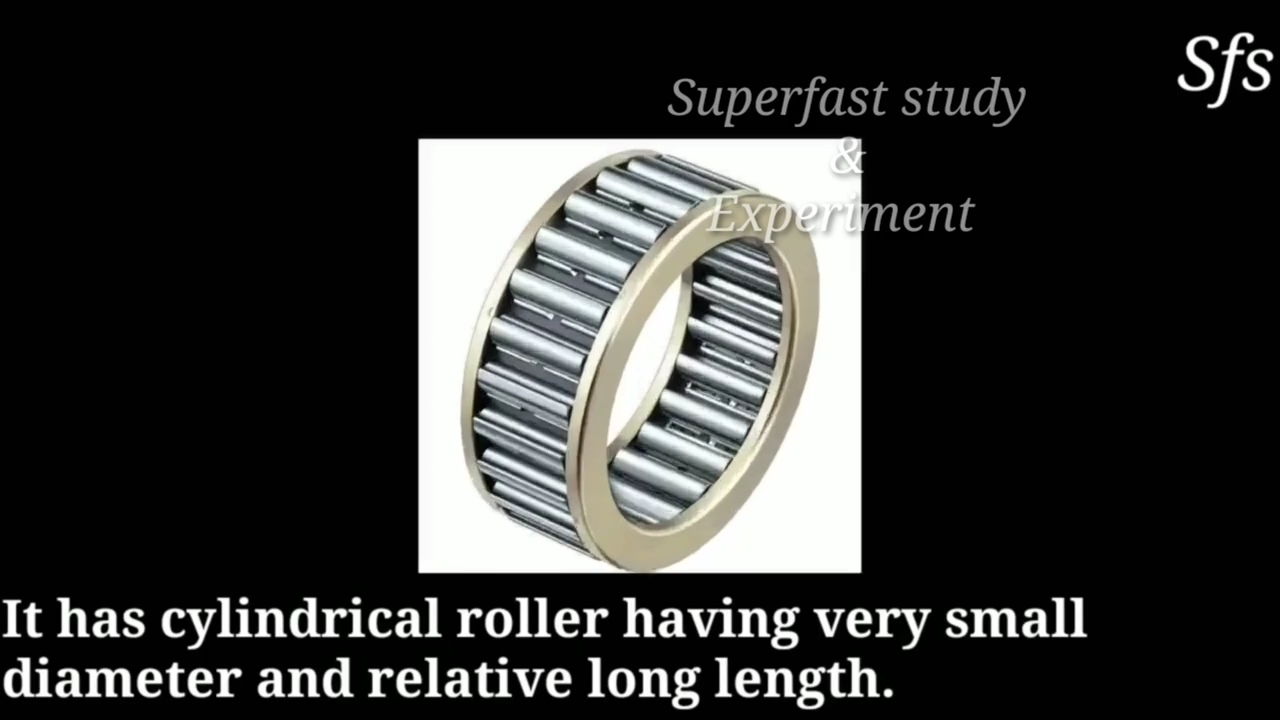 Sfs
Superfast study
&
Experiment
It has cylindrical roller having very small
diameter and relative long length.